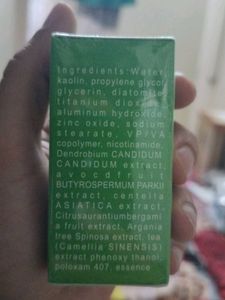 Ingredients:Water,
kaolin, propylene glycol,
glycerin, diatomite,
titanium dioxide,
aluminum hydroxide,
zinc oxide, sodium
stearate, VP/VA
copolymer, nicotinamide,
Dendrobium CANDIDUM
CANDIDUM extract,
avocdfruit
BUTYROSPERMUM PARKII
extract, centella
ASIATICA extract,
Citrusaurantiumbergami
a fruit extract, Argania
tree Spinosa extract, tea
(Camellia SINENSIS)
extract phenoxy thanol,
poloxam 407, essence